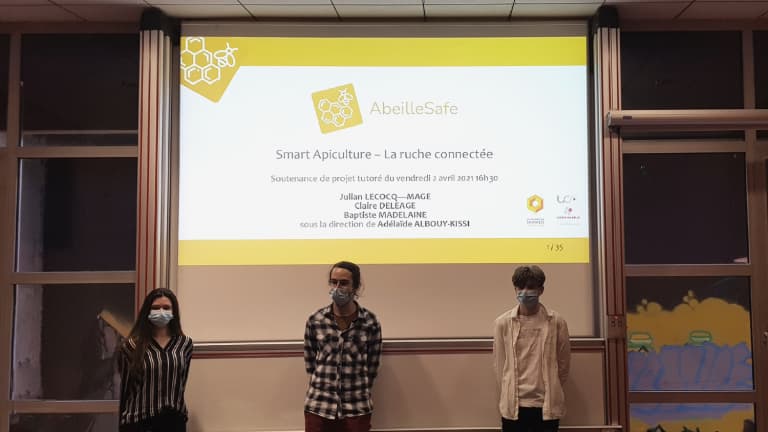 AbeilleSafe
Smart Apiculture – La ruche connectée
Soutenance de projet tutoré du vendredi 2 avril 2021 16h30
Julian LECOCQ---MAGE
Claire DELÉAGE
Baptiste MADELAINE
sous la direction de Adélaïde ALBOUY-KISSI
1/35